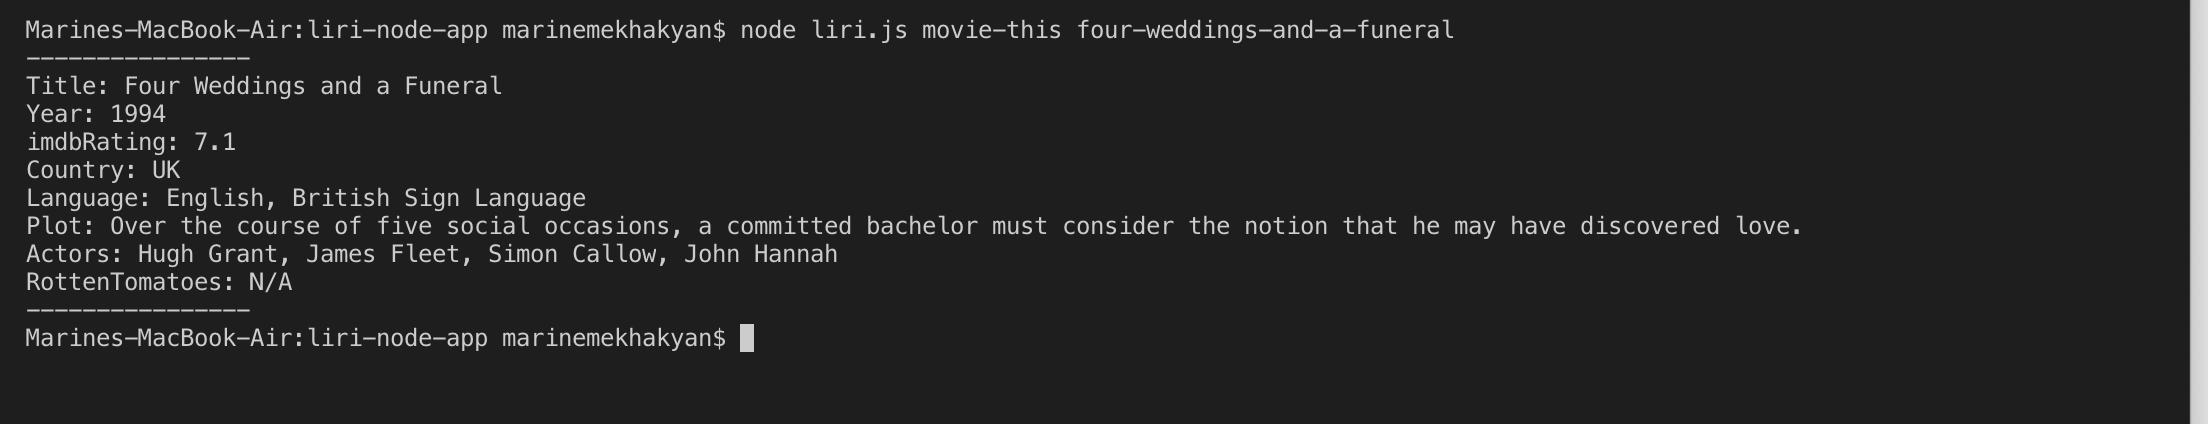 Marines-MacBook-Air:liri-node-app marinemekhakyan$ node liri.js movie-this four-weddings-and-a-funeral
----------------
Title: Four Weddings and a Funeral
Year: 1994
imdbRating: 7.1
Country: UK
Language: English, British Sign Language
Plot: Over the course of five social occasions, a committed bachelor must consider the notion that he may have discovered love.
Actors: Hugh Grant, James Fleet, Simon Callow, John Hannah
RottenTomatoes: N/A
----------------
Marines-MacBook-Air:liri-node-app marinemekhakyan$